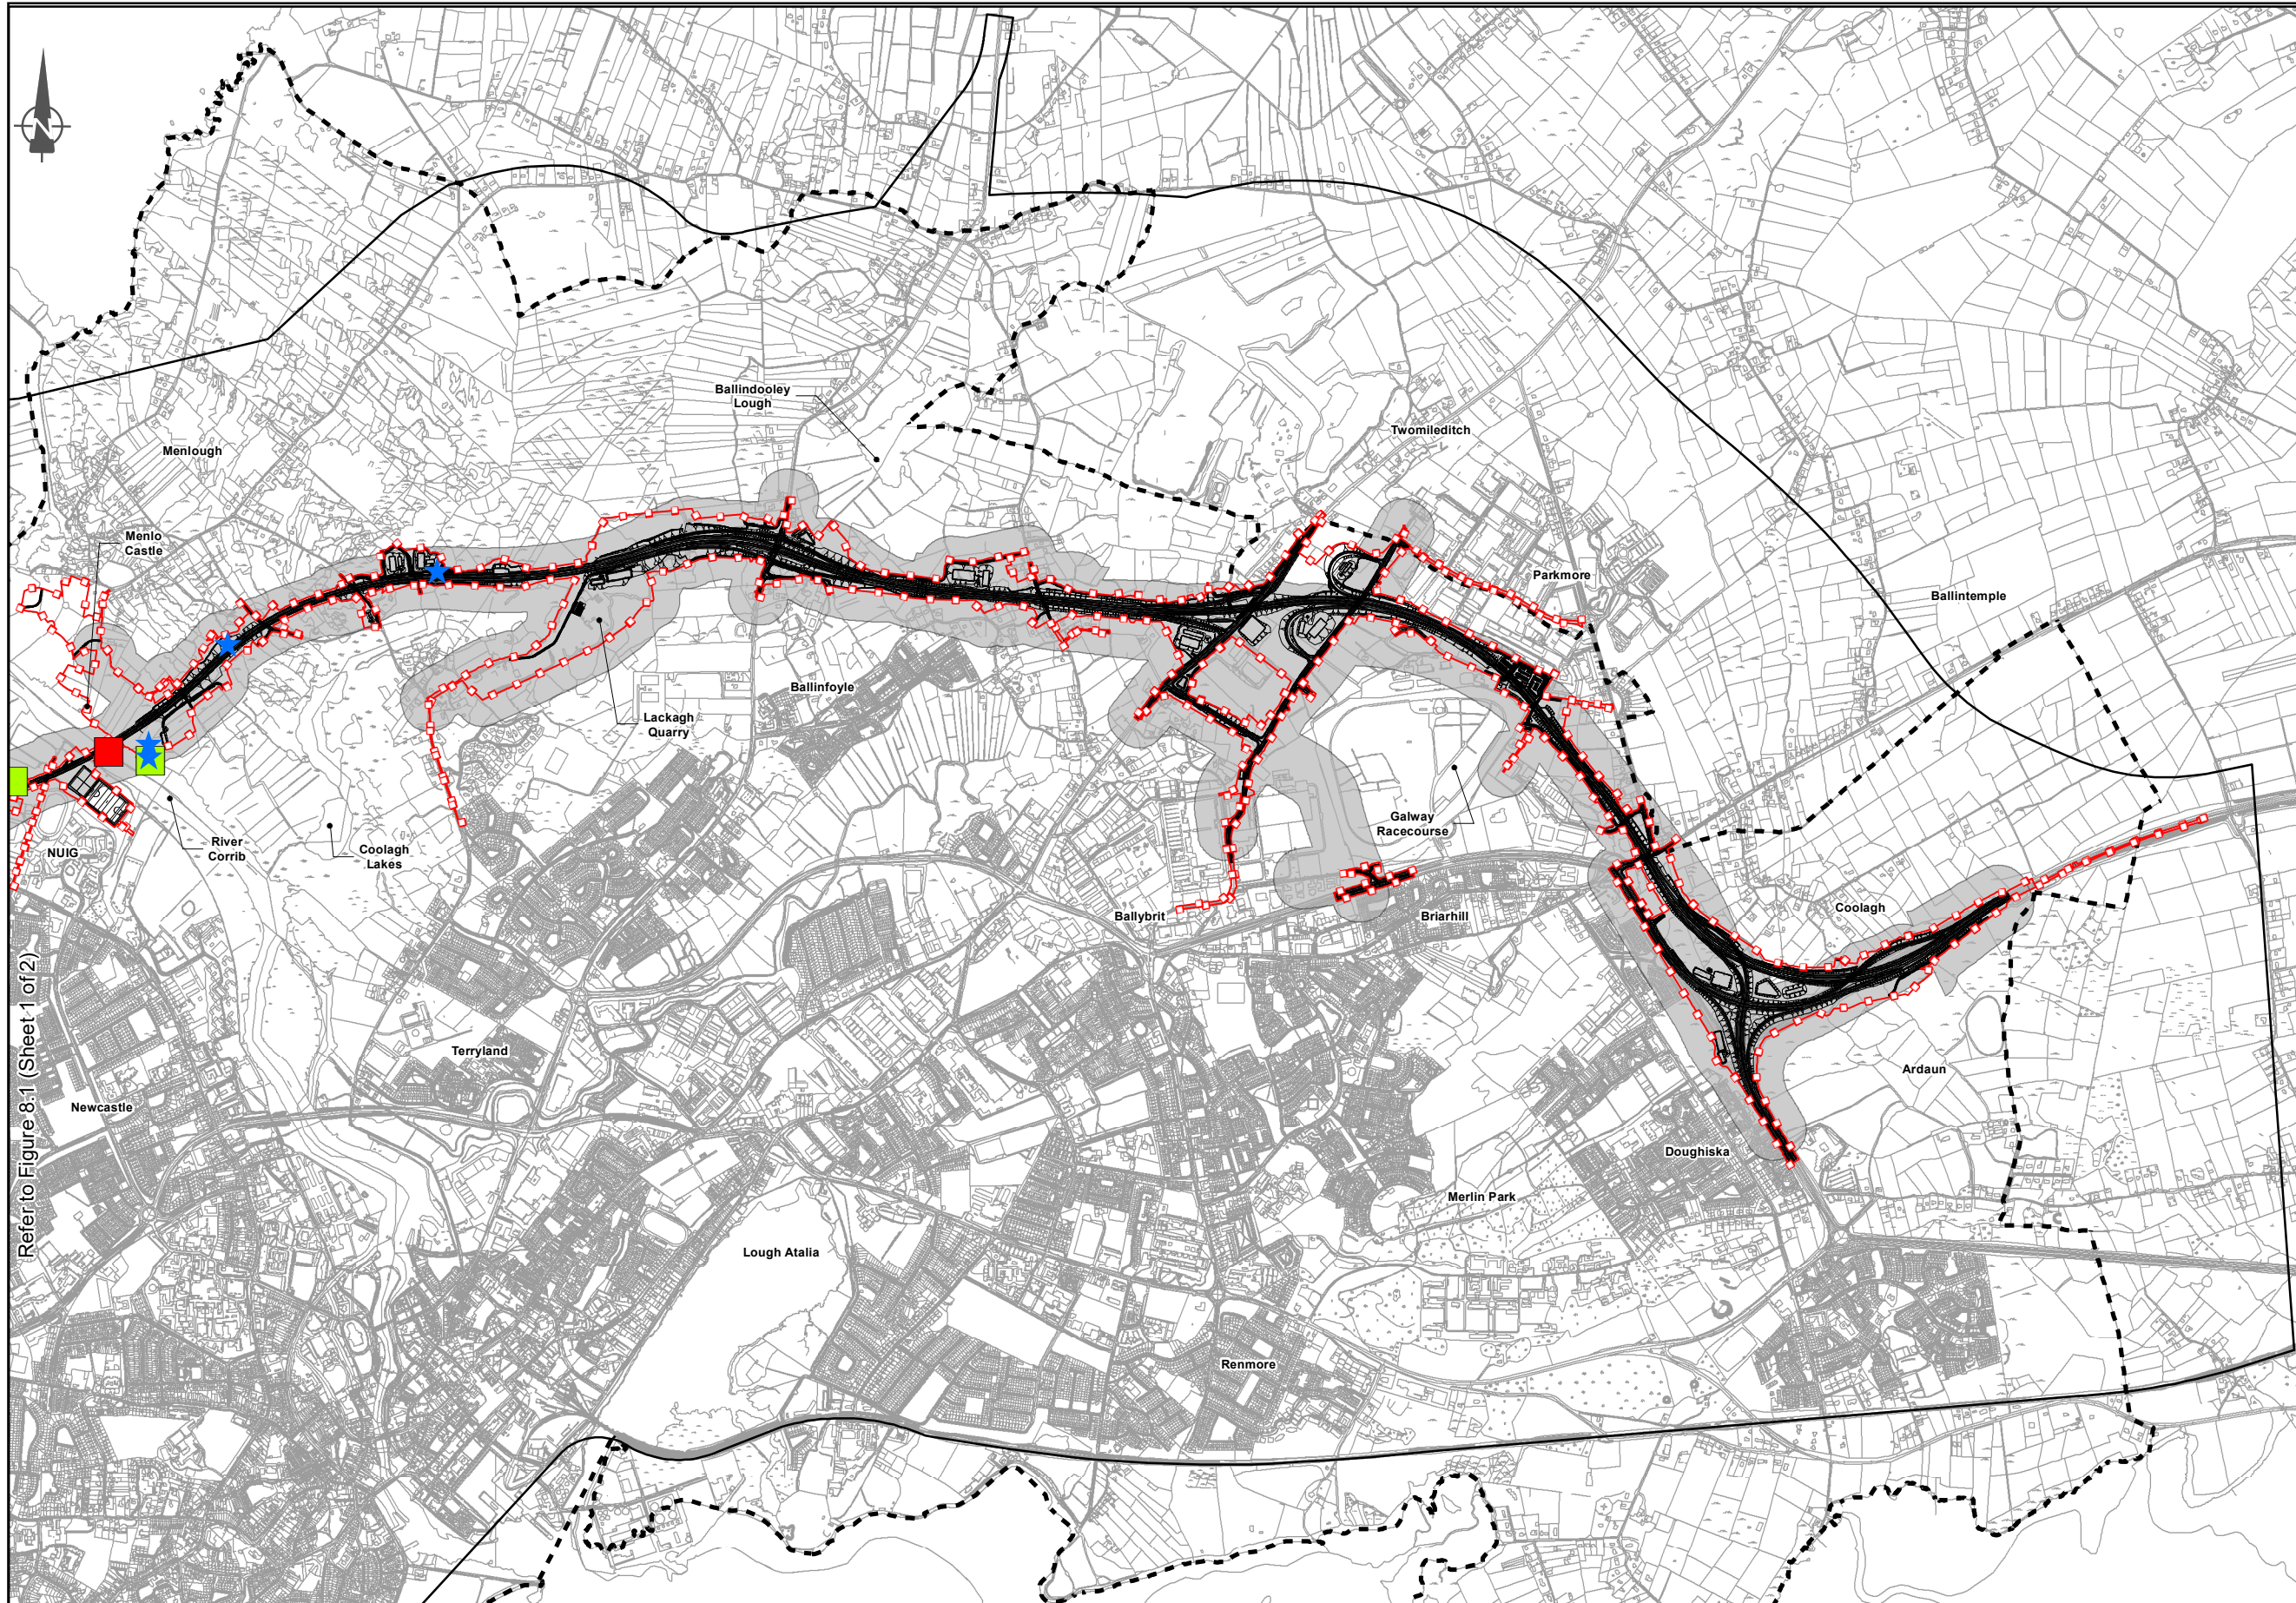 N
Ballindooley
Lough
Twomileditch
Menlough
Menlo
Castle
Parkmore
Ballintemple
Ballinfoyle
Lackagh
Quarry
Galway
Racecourse
River
Corrib
NUIG
Coolagh
Lakes
Ballybrit
Briarhill
Coolagh
Refer to Figure 8.1 (Sheet 1 of 2)
Terryland
Ardaun
Newcastle
Doughiska
Merlin Park
Lough Atalia
Renmore